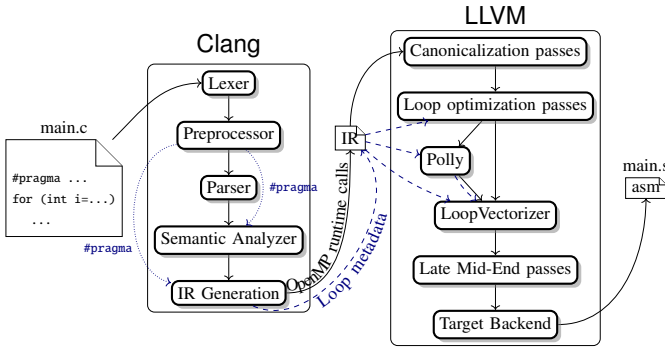 Clang
LLVM
main.c
#pragma ...
for (int i=...)
...
Lexer
Preprocessor
Parser
Semantic Analyzer
IR Generation
#pragma
#pragma
OpenMP runtime calls
Loop metadata
IR
Canonicalization passes
Loop optimization passes
Polly
LoopVectorizer
Late Mid-End passes
Target Backend
main.s
asm